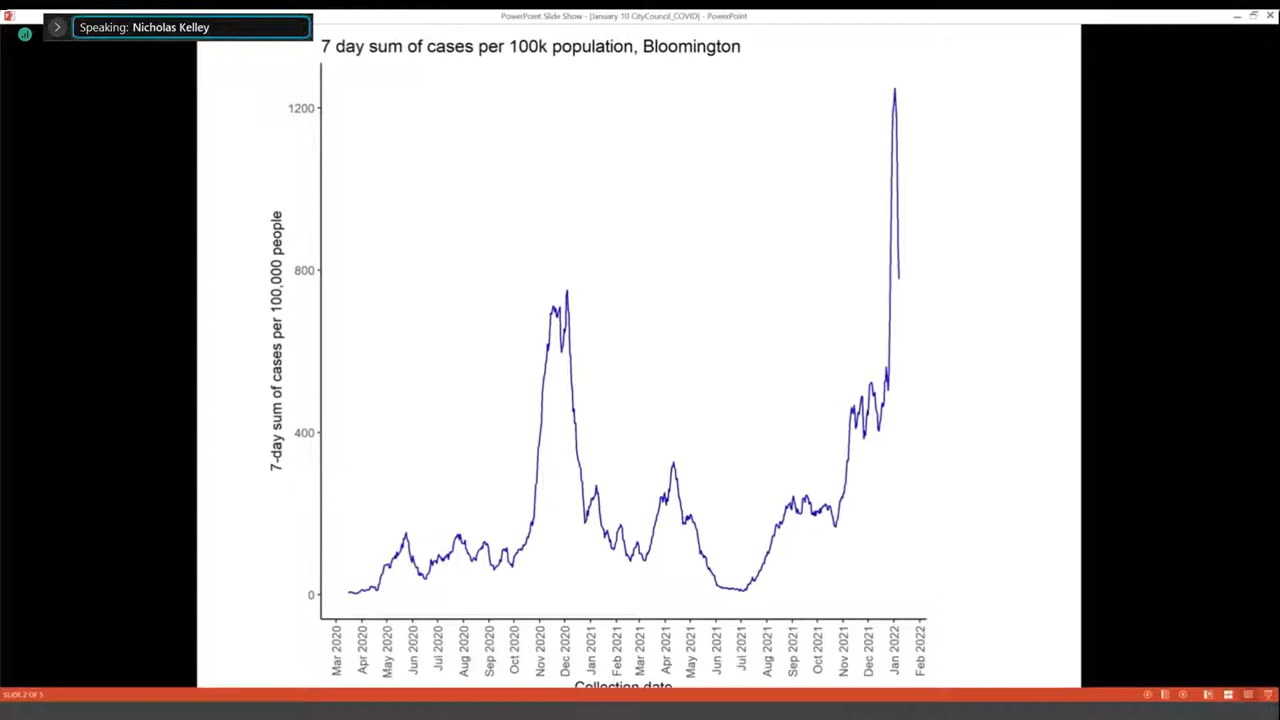 PowerPoint Slide Show - [January 10 CityCouncil_COVID] - PowerPoint
Speaking: Nicholas Kelley
7 day sum of cases per 100k population, Bloomington
7-day sum of cases per 100,000 people
1200
800
400
0
Mar 2020
Apr 2020
May 2020
Jun 2020
Jul 2020
Aug 2020
Sep 2020
Oct 2020
Nov 2020
Dec 2020
Jan 2021
Feb 2021
Mar 2021
Apr 2021
May 2021
Jun 2021
Jul 2021
Aug 2021
Sep 2021
Oct 2021
Nov 2021
Dec 2021
Jan 2022
Feb 2022
Collection date
SLIDE 2 OF 5